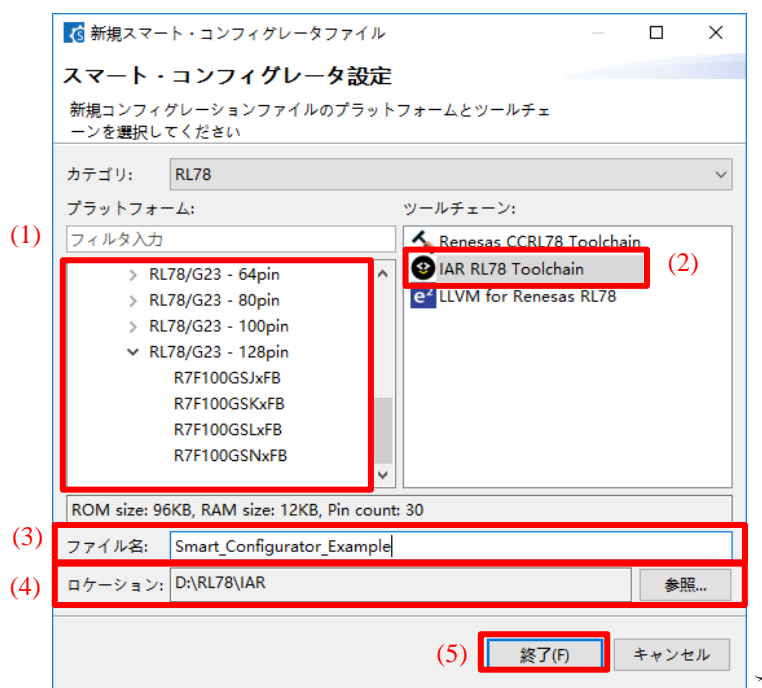 新規スマート・コンフィグレータファイル
スマート・コンフィグレータ設定
新規コンフィグレーションファイルのプラットフォームとツールチェ
ーンを選択してください
カテゴリ: RL78
プラットフォーム: ツールチェーン:
(1) フィルタ入力 Renesas CCRL78 Toolchain
RL78/G23 - 64pin IAR RL78 Toolchain (2)
RL78/G23 - 80pin LLVM for Renesas RL78
RL78/G23 - 100pin
RL78/G23 - 128pin
R7F100GSJxFB
R7F100GSKxFB
R7F100GSLxFB
R7F100GSNxFB
ROM size: 96KB, RAM size: 12KB, Pin count: 30
(3) ファイル名: Smart_Configurator_Example
(4) ロケーション: D:\RL78\IAR 参照...
(5) 終了(F) キャンセル